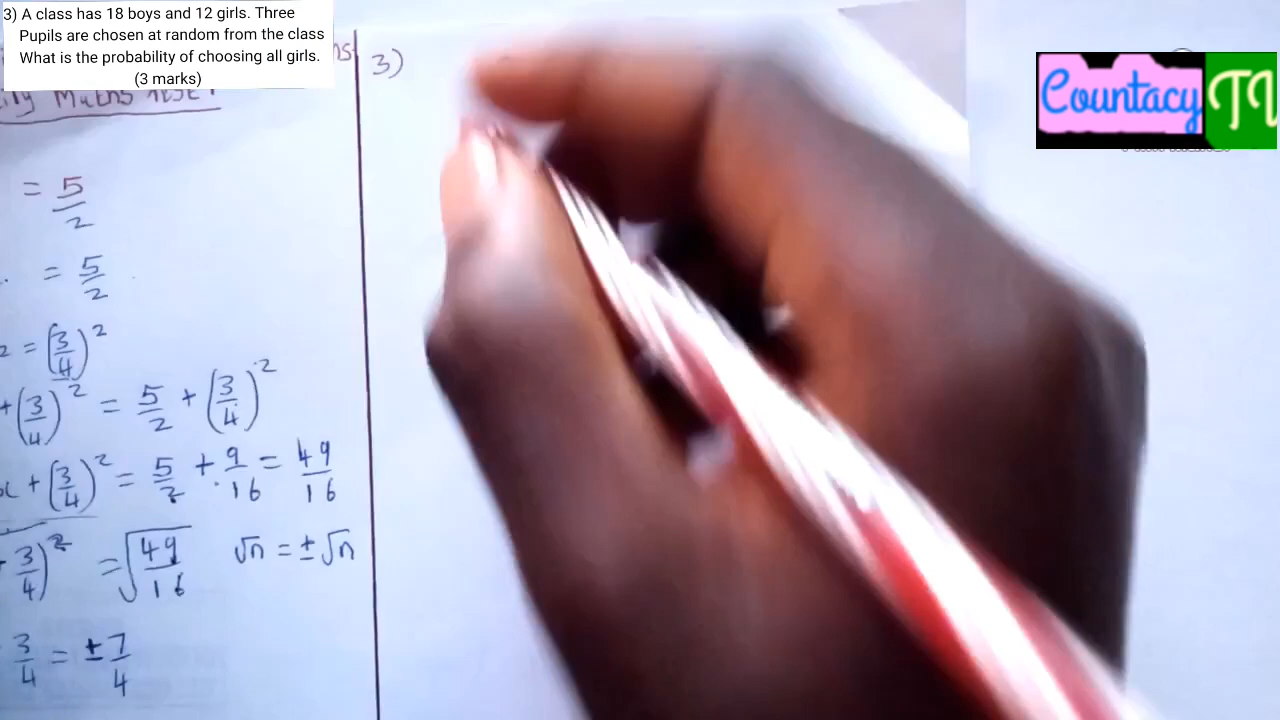 3) A class has 18 boys and 12 girls. Three
Pupils are chosen at random from the class
What is the probability of choosing all girls.
(3 marks)
3)
Countacy TV
Maths
= 5/2
= 5/2
2 = (3/4)^2
+ (3/4)^2 = 5/2 + (3/4)^2
x + (3/4)^2 = 5/2 + 9/16 = 49/16
3/4)^2 = √49/16 √n = ±√n
3/4 = ±7/4